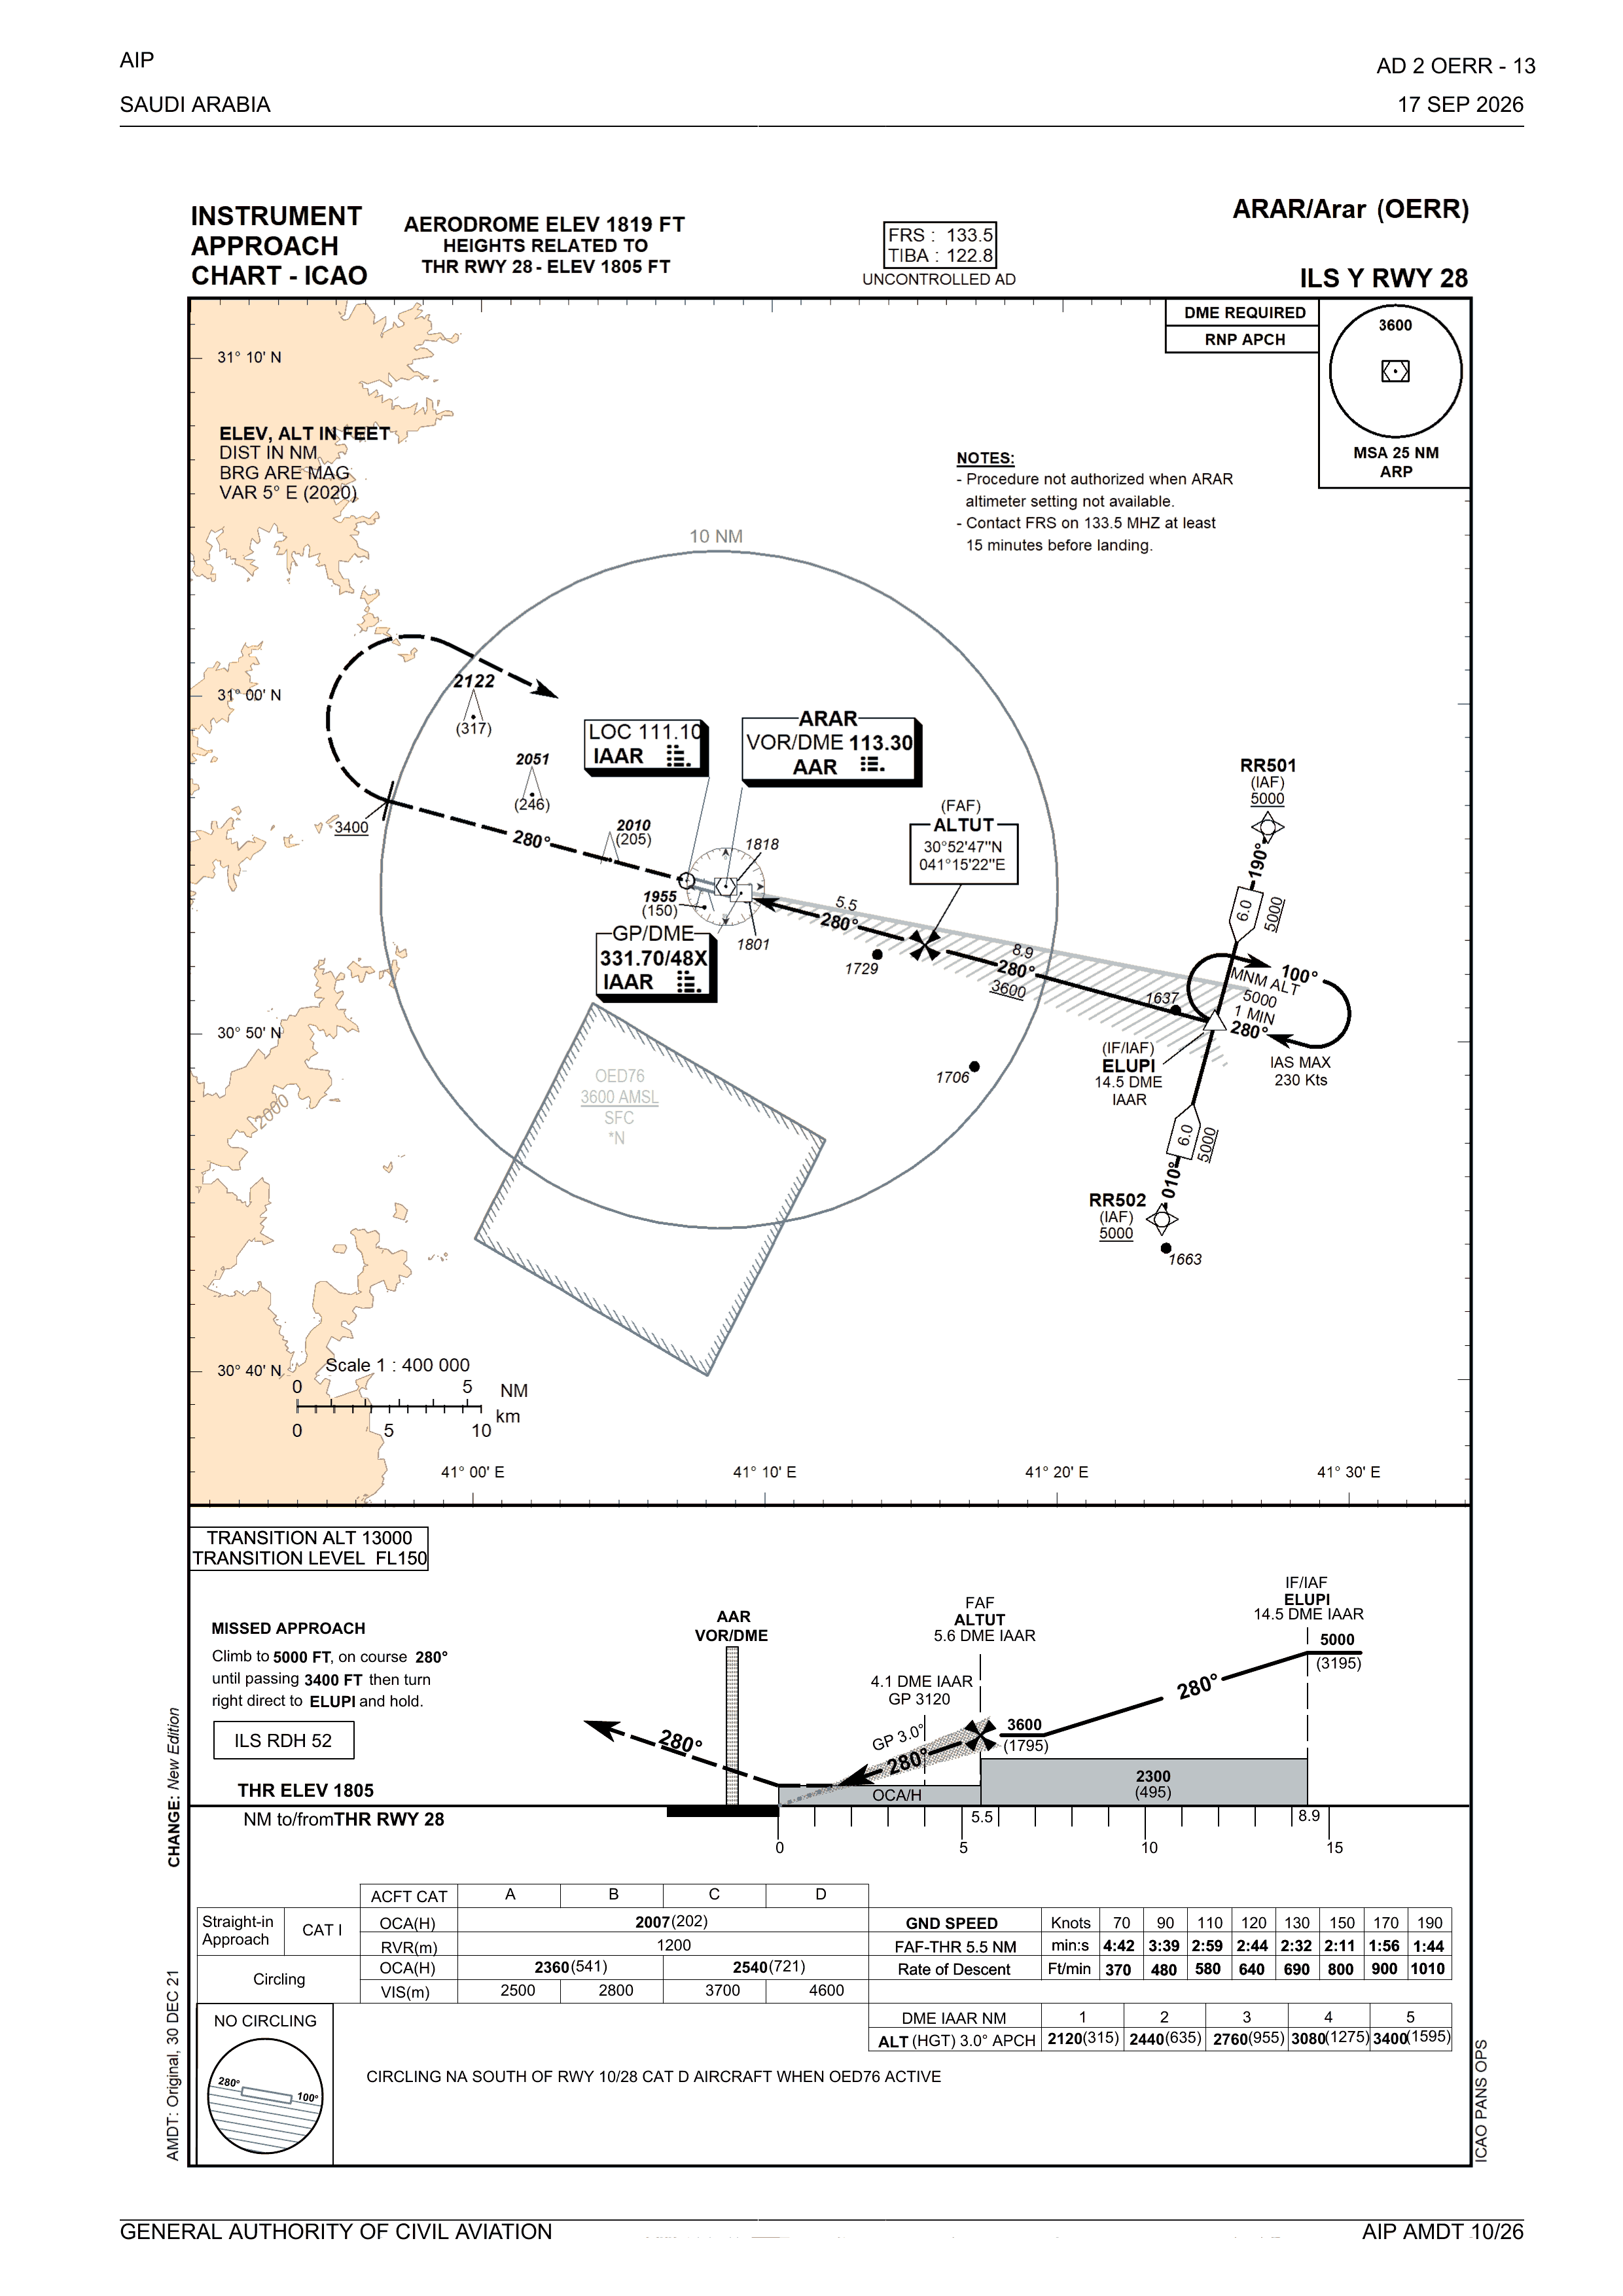 AIP
AD 2 OERR - 13
SAUDI ARABIA
17 SEP 2026
INSTRUMENT
APPROACH
CHART - ICAO
AERODROME ELEV 1819 FT
HEIGHTS RELATED TO
THR RWY 28 - ELEV 1805 FT
FRS : 133.5
TIBA : 122.8
UNCONTROLLED AD
ARAR/Arar (OERR)
ILS Y RWY 28
DME REQUIRED
RNP APCH
3600
MSA 25 NM
ARP
31° 10' N
ELEV, ALT IN FEET
DIST IN NM
BRG ARE MAG
VAR 5° E (2020)
NOTES:
- Procedure not authorized when ARAR
altimeter setting not available.
- Contact FRS on 133.5 MHZ at least
15 minutes before landing.
10 NM
31° 00' N
2122
(317)
2051
(246)
3400
280°
2010
(205)
LOC 111.10
IAAR
ARAR
VOR/DME 113.30
AAR
1818
1955
(150)
1801
GP/DME
331.70/48X
IAAR
(FAF)
ALTUT
30°52'47"N
041°15'22"E
5.5
280°
1729
8.9
280°
3600
1637
1706
RR501
(IAF)
5000
190°
6.0
5000
MNM ALT
5000
1 MIN
100°
280°
IAS MAX
230 Kts
(IF/IAF)
ELUPI
14.5 DME
IAAR
6.0
5000
010°
RR502
(IAF)
5000
1663
30° 50' N
OED76
3600 AMSL
SFC
*N
2000
30° 40' N
Scale 1 : 400 000
0 5 NM
km
0 5 10
41° 00' E
41° 10' E
41° 20' E
41° 30' E
TRANSITION ALT 13000
TRANSITION LEVEL FL150
MISSED APPROACH
Climb to 5000 FT, on course 280°
until passing 3400 FT then turn
right direct to ELUPI and hold.
ILS RDH 52
THR ELEV 1805
NM to/from THR RWY 28
AAR
VOR/DME
280°
4.1 DME IAAR
GP 3120
GP 3.0°
280°
FAF
ALTUT
5.6 DME IAAR
3600
(1795)
280°
IF/IAF
ELUPI
14.5 DME IAAR
5000
(3195)
OCA/H
2300
(495)
5.5
8.9
0 5 10 15
ACFT CAT A B C D
Straight-in
Approach
CAT I
OCA(H) 2007(202)
RVR(m) 1200
Circling
OCA(H) 2360(541) 2540(721)
VIS(m) 2500 2800 3700 4600
GND SPEED Knots 70 90 110 120 130 150 170 190
FAF-THR 5.5 NM min:s 4:42 3:39 2:59 2:44 2:32 2:11 1:56 1:44
Rate of Descent Ft/min 370 480 580 640 690 800 900 1010
DME IAAR NM 1 2 3 4 5
ALT (HGT) 3.0° APCH 2120(315) 2440(635) 2760(955) 3080(1275) 3400(1595)
NO CIRCLING
280°
100°
CIRCLING NA SOUTH OF RWY 10/28 CAT D AIRCRAFT WHEN OED76 ACTIVE
CHANGE: New Edition
AMDT: Original, 30 DEC 21
ICAO PANS OPS
GENERAL AUTHORITY OF CIVIL AVIATION
AIP AMDT 10/26